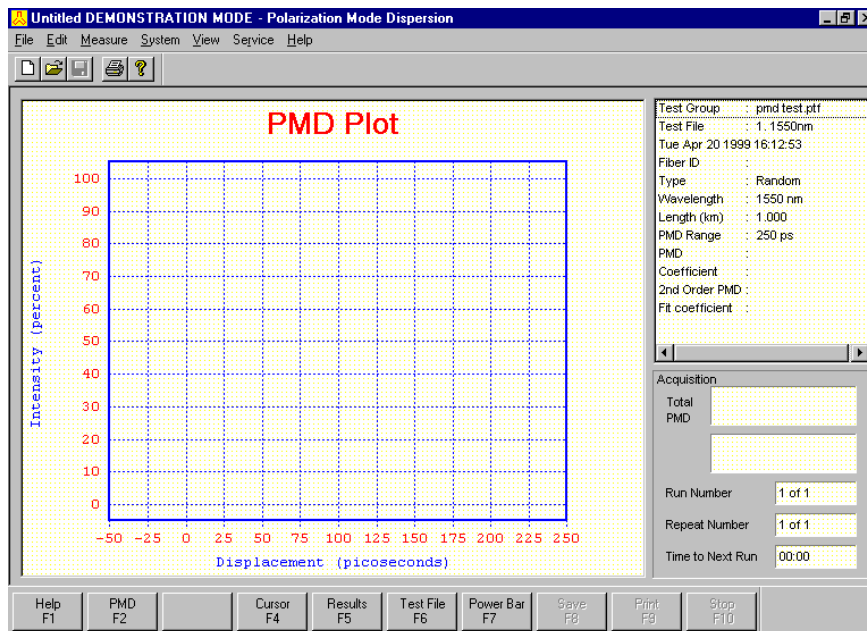 Untitled DEMONSTRATION MODE - Polarization Mode Dispersion
File Edit Measure System View Service Help
PMD Plot
100
90
80
70
60
50
40
30
20
10
0
Intensity (percent)
-50 -25 0 25 50 75 100 125 150 175 200 225 250
Displacement (picoseconds)
Test Group : pmd test.ptf
Test File : 1. 1550nm
Tue Apr 20 1999 16:12:53
Fiber ID :
Type : Random
Wavelength : 1550 nm
Length (km) : 1.000
PMD Range : 250 ps
PMD :
Coefficient :
2nd Order PMD :
Fit coefficient :
Acquisition
Total
PMD
Run Number 1 of 1
Repeat Number 1 of 1
Time to Next Run 00:00
Help PMD Cursor Results Test File Power Bar Save Print Stop
F1 F2 F4 F5 F6 F7 F8 F9 F10